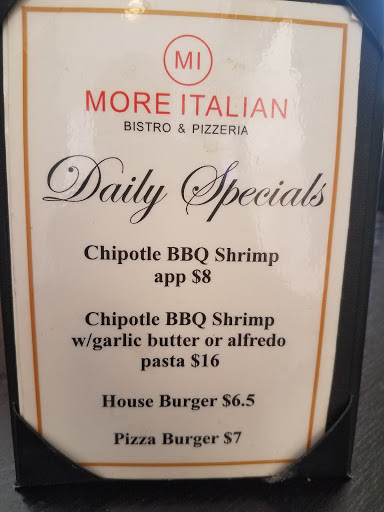 MI
MORE ITALIAN
BISTRO & PIZZERIA
Daily Specials
Chipotle BBQ Shrimp
app $8
Chipotle BBQ Shrimp
w/garlic butter or alfredo
pasta $16
House Burger $6.5
Pizza Burger $7